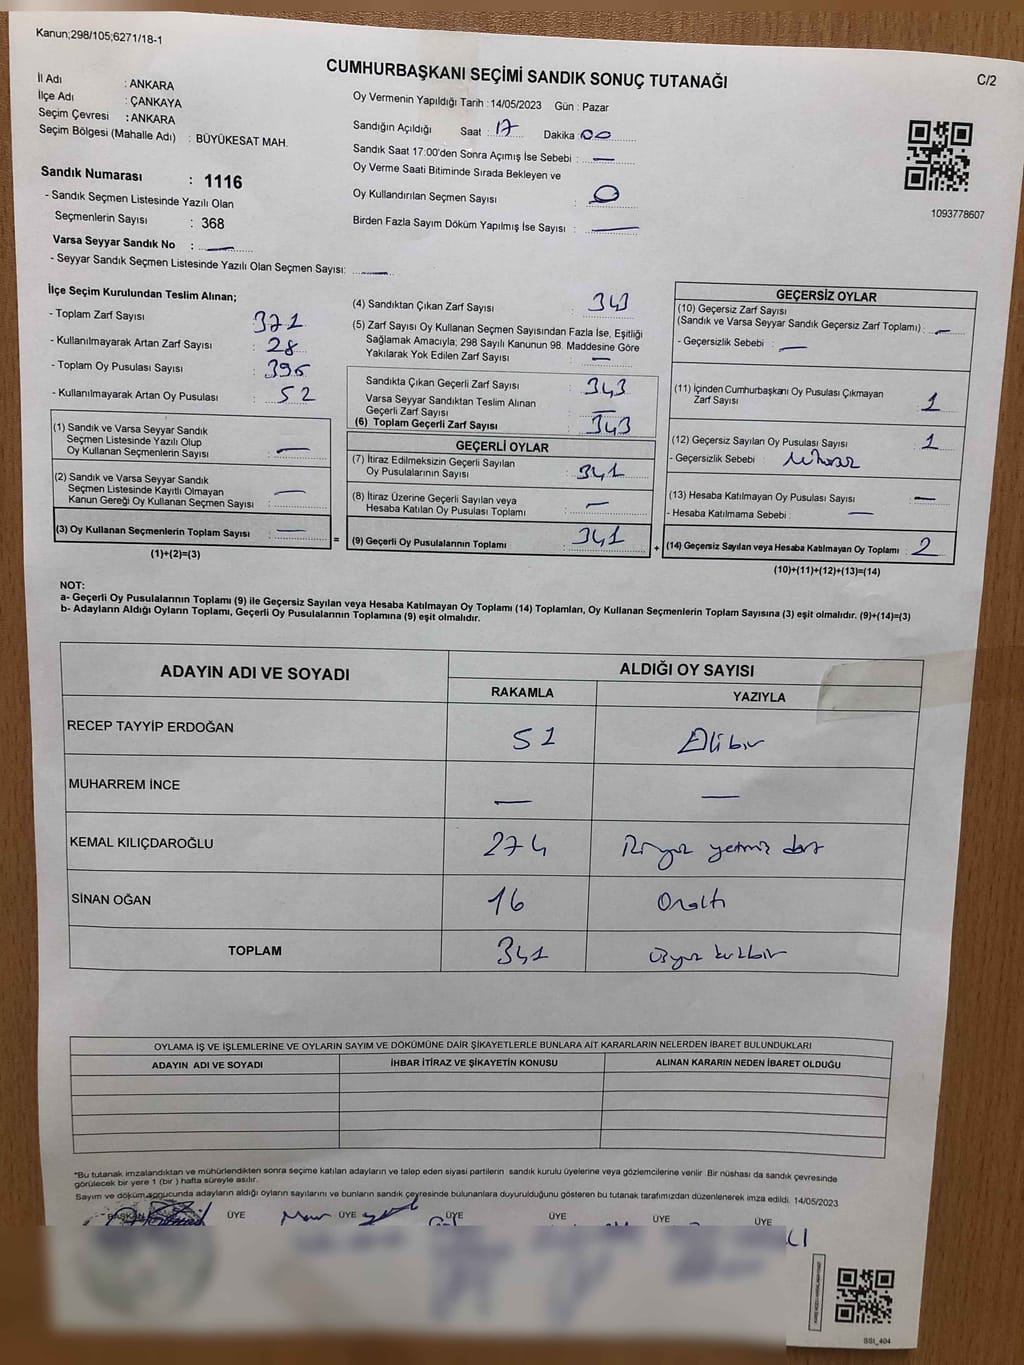 Kanun;298/105;6271/18-1
CUMHURBAŞKANI SEÇİMİ SANDIK SONUÇ TUTANAĞI
C/2
İl Adı : ANKARA
İlçe Adı : ÇANKAYA
Seçim Çevresi : ANKARA
Seçim Bölgesi (Mahalle Adı) : BÜYÜKESAT MAH.
Sandık Numarası : 1116
- Sandık Seçmen Listesinde Yazılı Olan
Seçmenlerin Sayısı : 368
Varsa Seyyar Sandık No : —
- Seyyar Sandık Seçmen Listesinde Yazılı Olan Seçmen Sayısı: —
Oy Vermenin Yapıldığı Tarih : 14/05/2023 Gün : Pazar
Sandığın Açıldığı Saat : 17 Dakika : 00
Sandık Saat 17:00'den Sonra Açımış İse Sebebi : —
Oy Verme Saati Bitiminde Sırada Bekleyen ve
Oy Kullandırılan Seçmen Sayısı : 0
Birden Fazla Sayım Döküm Yapılmış İse Sayısı : —
1093778607
İlçe Seçim Kurulundan Teslim Alınan;
- Toplam Zarf Sayısı : 371
- Kullanılmayarak Artan Zarf Sayısı : 28
- Toplam Oy Pusulası Sayısı : 395
- Kullanılmayarak Artan Oy Pusulası : 52
(1) Sandık ve Varsa Seyyar Sandık
Seçmen Listesinde Yazılı Olup
Oy Kullanan Seçmenlerin Sayısı : —
(2) Sandık ve Varsa Seyyar Sandık
Seçmen Listesinde Kayıtlı Olmayan
Kanun Gereği Oy Kullanan Seçmen Sayısı : —
(3) Oy Kullanan Seçmenlerin Toplam Sayısı : —
(1)+(2)=(3)
=
(4) Sandıktan Çıkan Zarf Sayısı : 343
(5) Zarf Sayısı Oy Kullanan Seçmen Sayısından Fazla İse, Eşitliği
Sağlamak Amacıyla; 298 Sayılı Kanunun 98. Maddesine Göre
Yakılarak Yok Edilen Zarf Sayısı : —
Sandıkta Çıkan Geçerli Zarf Sayısı : 343
Varsa Seyyar Sandıktan Teslim Alınan
Geçerli Zarf Sayısı : —
(6) Toplam Geçerli Zarf Sayısı : 343
GEÇERLİ OYLAR
(7) İtiraz Edilmeksizin Geçerli Sayılan
Oy Pusulalarının Sayısı : 341
(8) İtiraz Üzerine Geçerli Sayılan veya
Hesaba Katılan Oy Pusulası Toplamı : —
(9) Geçerli Oy Pusulalarının Toplamı : 341
+
GEÇERSİZ OYLAR
(10) Geçersiz Zarf Sayısı
(Sandık ve Varsa Seyyar Sandık Geçersiz Zarf Toplamı) : —
- Geçersizlik Sebebi : —
(11) İçinden Cumhurbaşkanı Oy Pusulası Çıkmayan
Zarf Sayısı : 1
(12) Geçersiz Sayılan Oy Pusulası Sayısı : 1
- Geçersizlik Sebebi :
(13) Hesaba Katılmayan Oy Pusulası Sayısı : —
- Hesaba Katılmama Sebebi : —
(14) Geçersiz Sayılan veya Hesaba Katılmayan Oy Toplamı : 2
(10)+(11)+(12)+(13)=(14)
NOT:
a- Geçerli Oy Pusulalarının Toplamı (9) ile Geçersiz Sayılan veya Hesaba Katılmayan Oy Toplamı (14) Toplamları, Oy Kullanan Seçmenlerin Toplam Sayısına (3) eşit olmalıdır. (9)+(14)=(3)
b- Adayların Aldığı Oyların Toplamı, Geçerli Oy Pusulalarının Toplamına (9) eşit olmalıdır.
ADAYIN ADI VE SOYADI ALDIĞI OY SAYISI
RAKAMLA YAZIYLA
RECEP TAYYİP ERDOĞAN 51 Ellibir
MUHARREM İNCE — —
KEMAL KILIÇDAROĞLU 274 İkiyüz yetmiş dört
SİNAN OĞAN 16 Onaltı
TOPLAM 341 üçyüz kırkbir
OYLAMA İŞ VE İŞLEMLERİNE VE OYLARIN SAYIM VE DÖKÜMÜNE DAİR ŞİKAYETLERLE BUNLARA AİT KARARLARIN NELERDEN İBARET BULUNDUKLARI
ADAYIN ADI VE SOYADI İHBAR İTİRAZ VE ŞİKAYETİN KONUSU ALINAN KARARIN NEDEN İBARET OLDUĞU
*Bu tutanak imzalandıktan ve mühürlendikten sonra seçime katılan adayların ve talep eden siyasi partilerin sandık kurulu üyelerine veya gözlemcilerine verilir Bir nüshası da sandık çevresinde
görülecek bir yere 1 (bir ) hafta süreyle asılır.
Sayım ve döküm sonucunda adayların aldığı oyların sayılarını ve bunların sandık çevresinde bulunanlara duyurulduğunu gösteren bu tutanak tarafımızdan düzenlenerek imza edildi. 14/05/2023
BAŞKAN ÜYE ÜYE ÜYE ÜYE ÜYE ÜYE
SSt_404